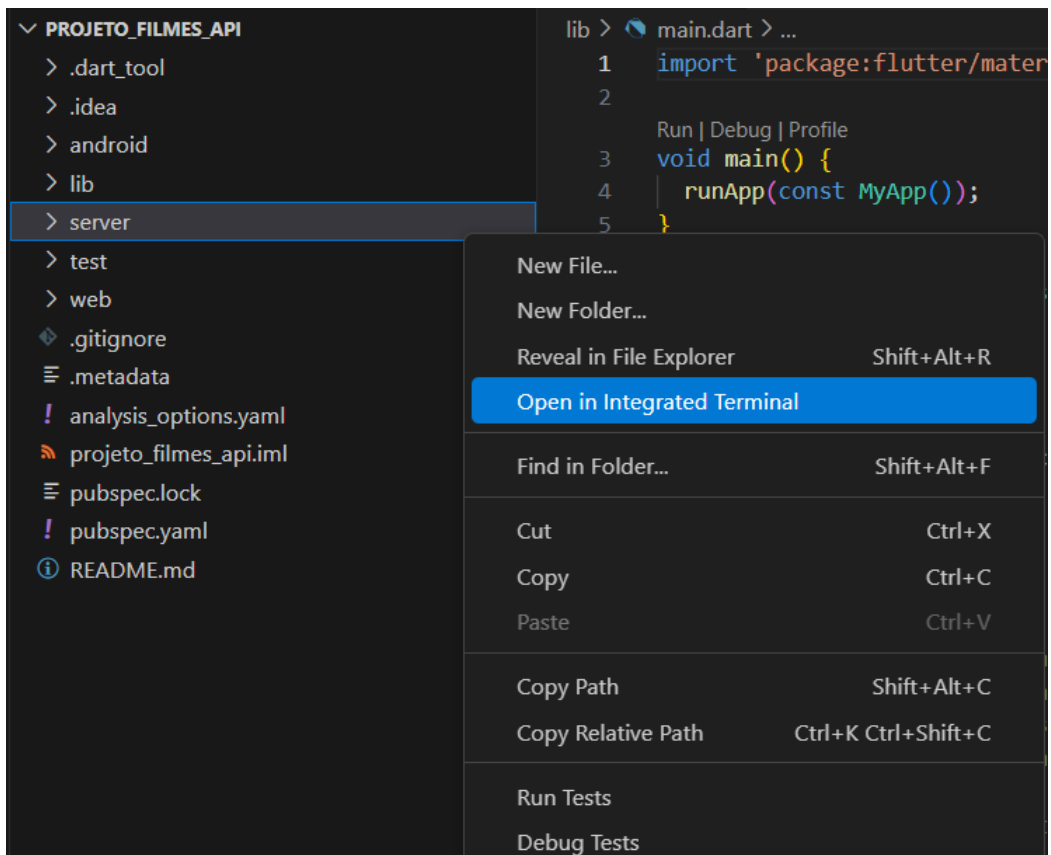 PROJETO_FILMES_API
.dart_tool
.idea
android
lib
server
test
web
.gitignore
.metadata
analysis_options.yaml
projeto_filmes_api.iml
pubspec.lock
pubspec.yaml
README.md
lib > main.dart > ...
1 import 'package:flutter/mater
2
Run | Debug | Profile
3 void main() {
4 runApp(const MyApp());
5 }
New File...
New Folder...
Reveal in File Explorer Shift+Alt+R
Open in Integrated Terminal
Find in Folder... Shift+Alt+F
Cut Ctrl+X
Copy Ctrl+C
Paste Ctrl+V
Copy Path Shift+Alt+C
Copy Relative Path Ctrl+K Ctrl+Shift+C
Run Tests
Debug Tests